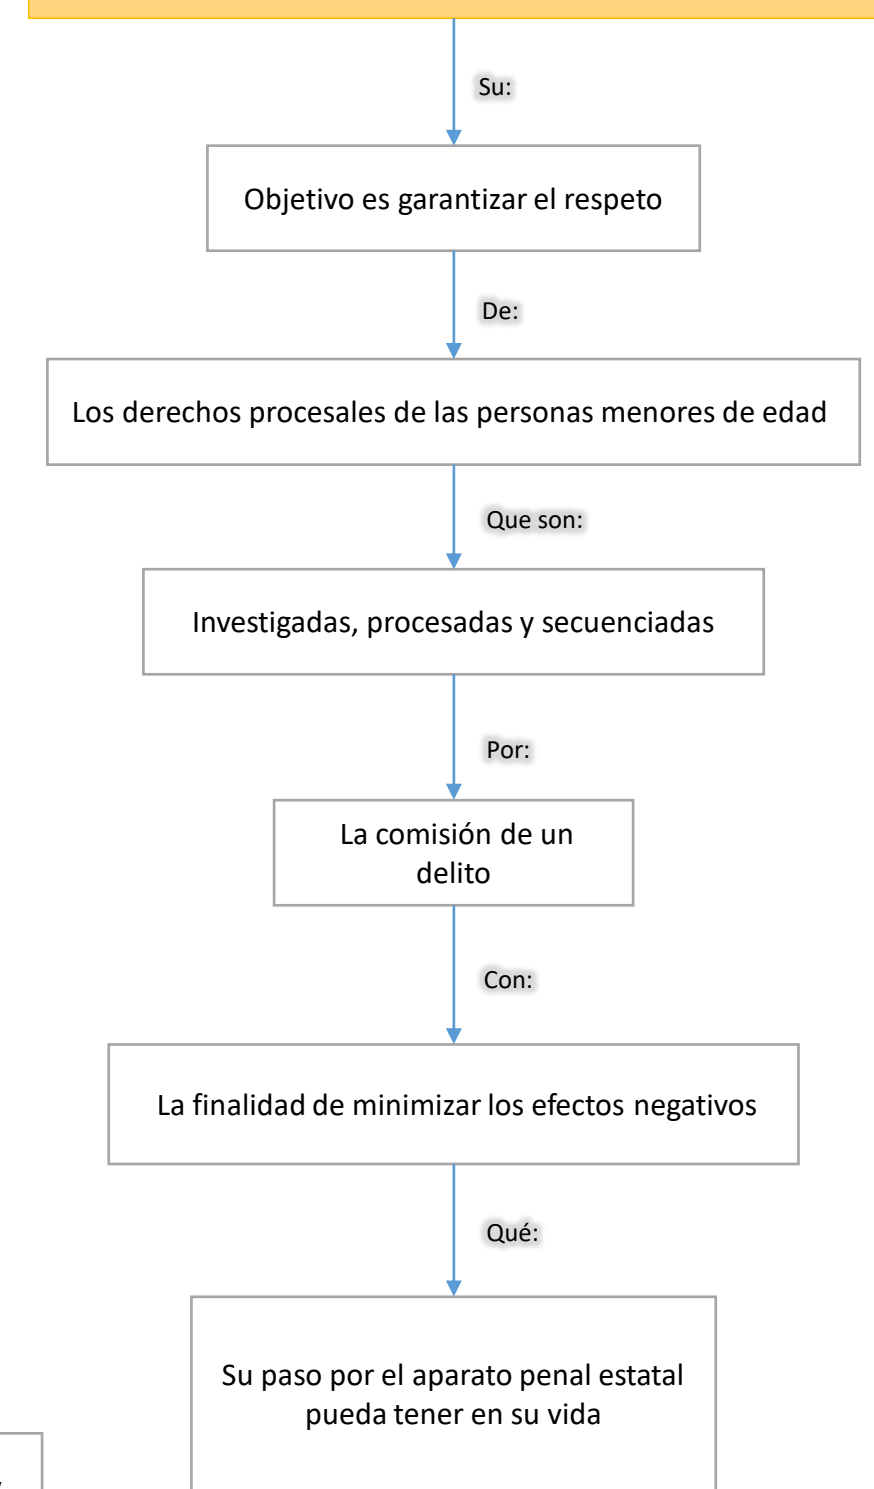 Su:
Objetivo es garantizar el respeto
De:
Los derechos procesales de las personas menores de edad
Que son:
Investigadas, procesadas y secuenciadas
Por:
La comisión de un
delito
Con:
La finalidad de minimizar los efectos negativos
Qué:
Su paso por el aparato penal estatal
pueda tener en su vida